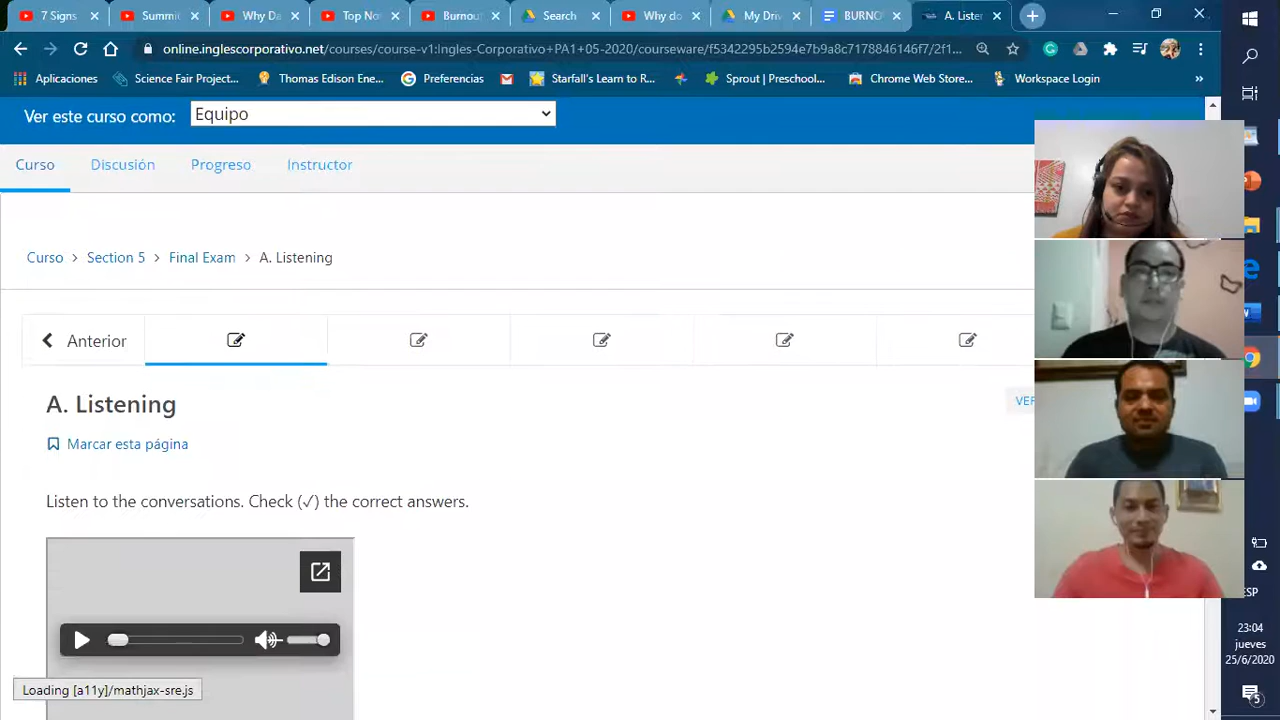 7 Signs
Summit
Why Da
Top No
Burnou
Search
Why do
My Driv
BURNO
A. Lister
online.inglescorporativo.net/courses/course-v1:Ingles-Corporativo+PA1+05-2020/courseware/f5342295b2594e7b9a8c7178846146f7/2f1...
Aplicaciones
Science Fair Project...
Thomas Edison Ene...
Preferencias
Starfall's Learn to R...
Sprout | Preschool...
Chrome Web Store...
Workspace Login
»
Ver este curso como:
Equipo
Curso
Discusión
Progreso
Instructor
Curso > Section 5 > Final Exam > A. Listening
Anterior
A. Listening
VER
Marcar esta página
Listen to the conversations. Check (✓) the correct answers.
Loading [a11y]/mathjax-sre.js
ESP
23:04
jueves
25/6/2020
5